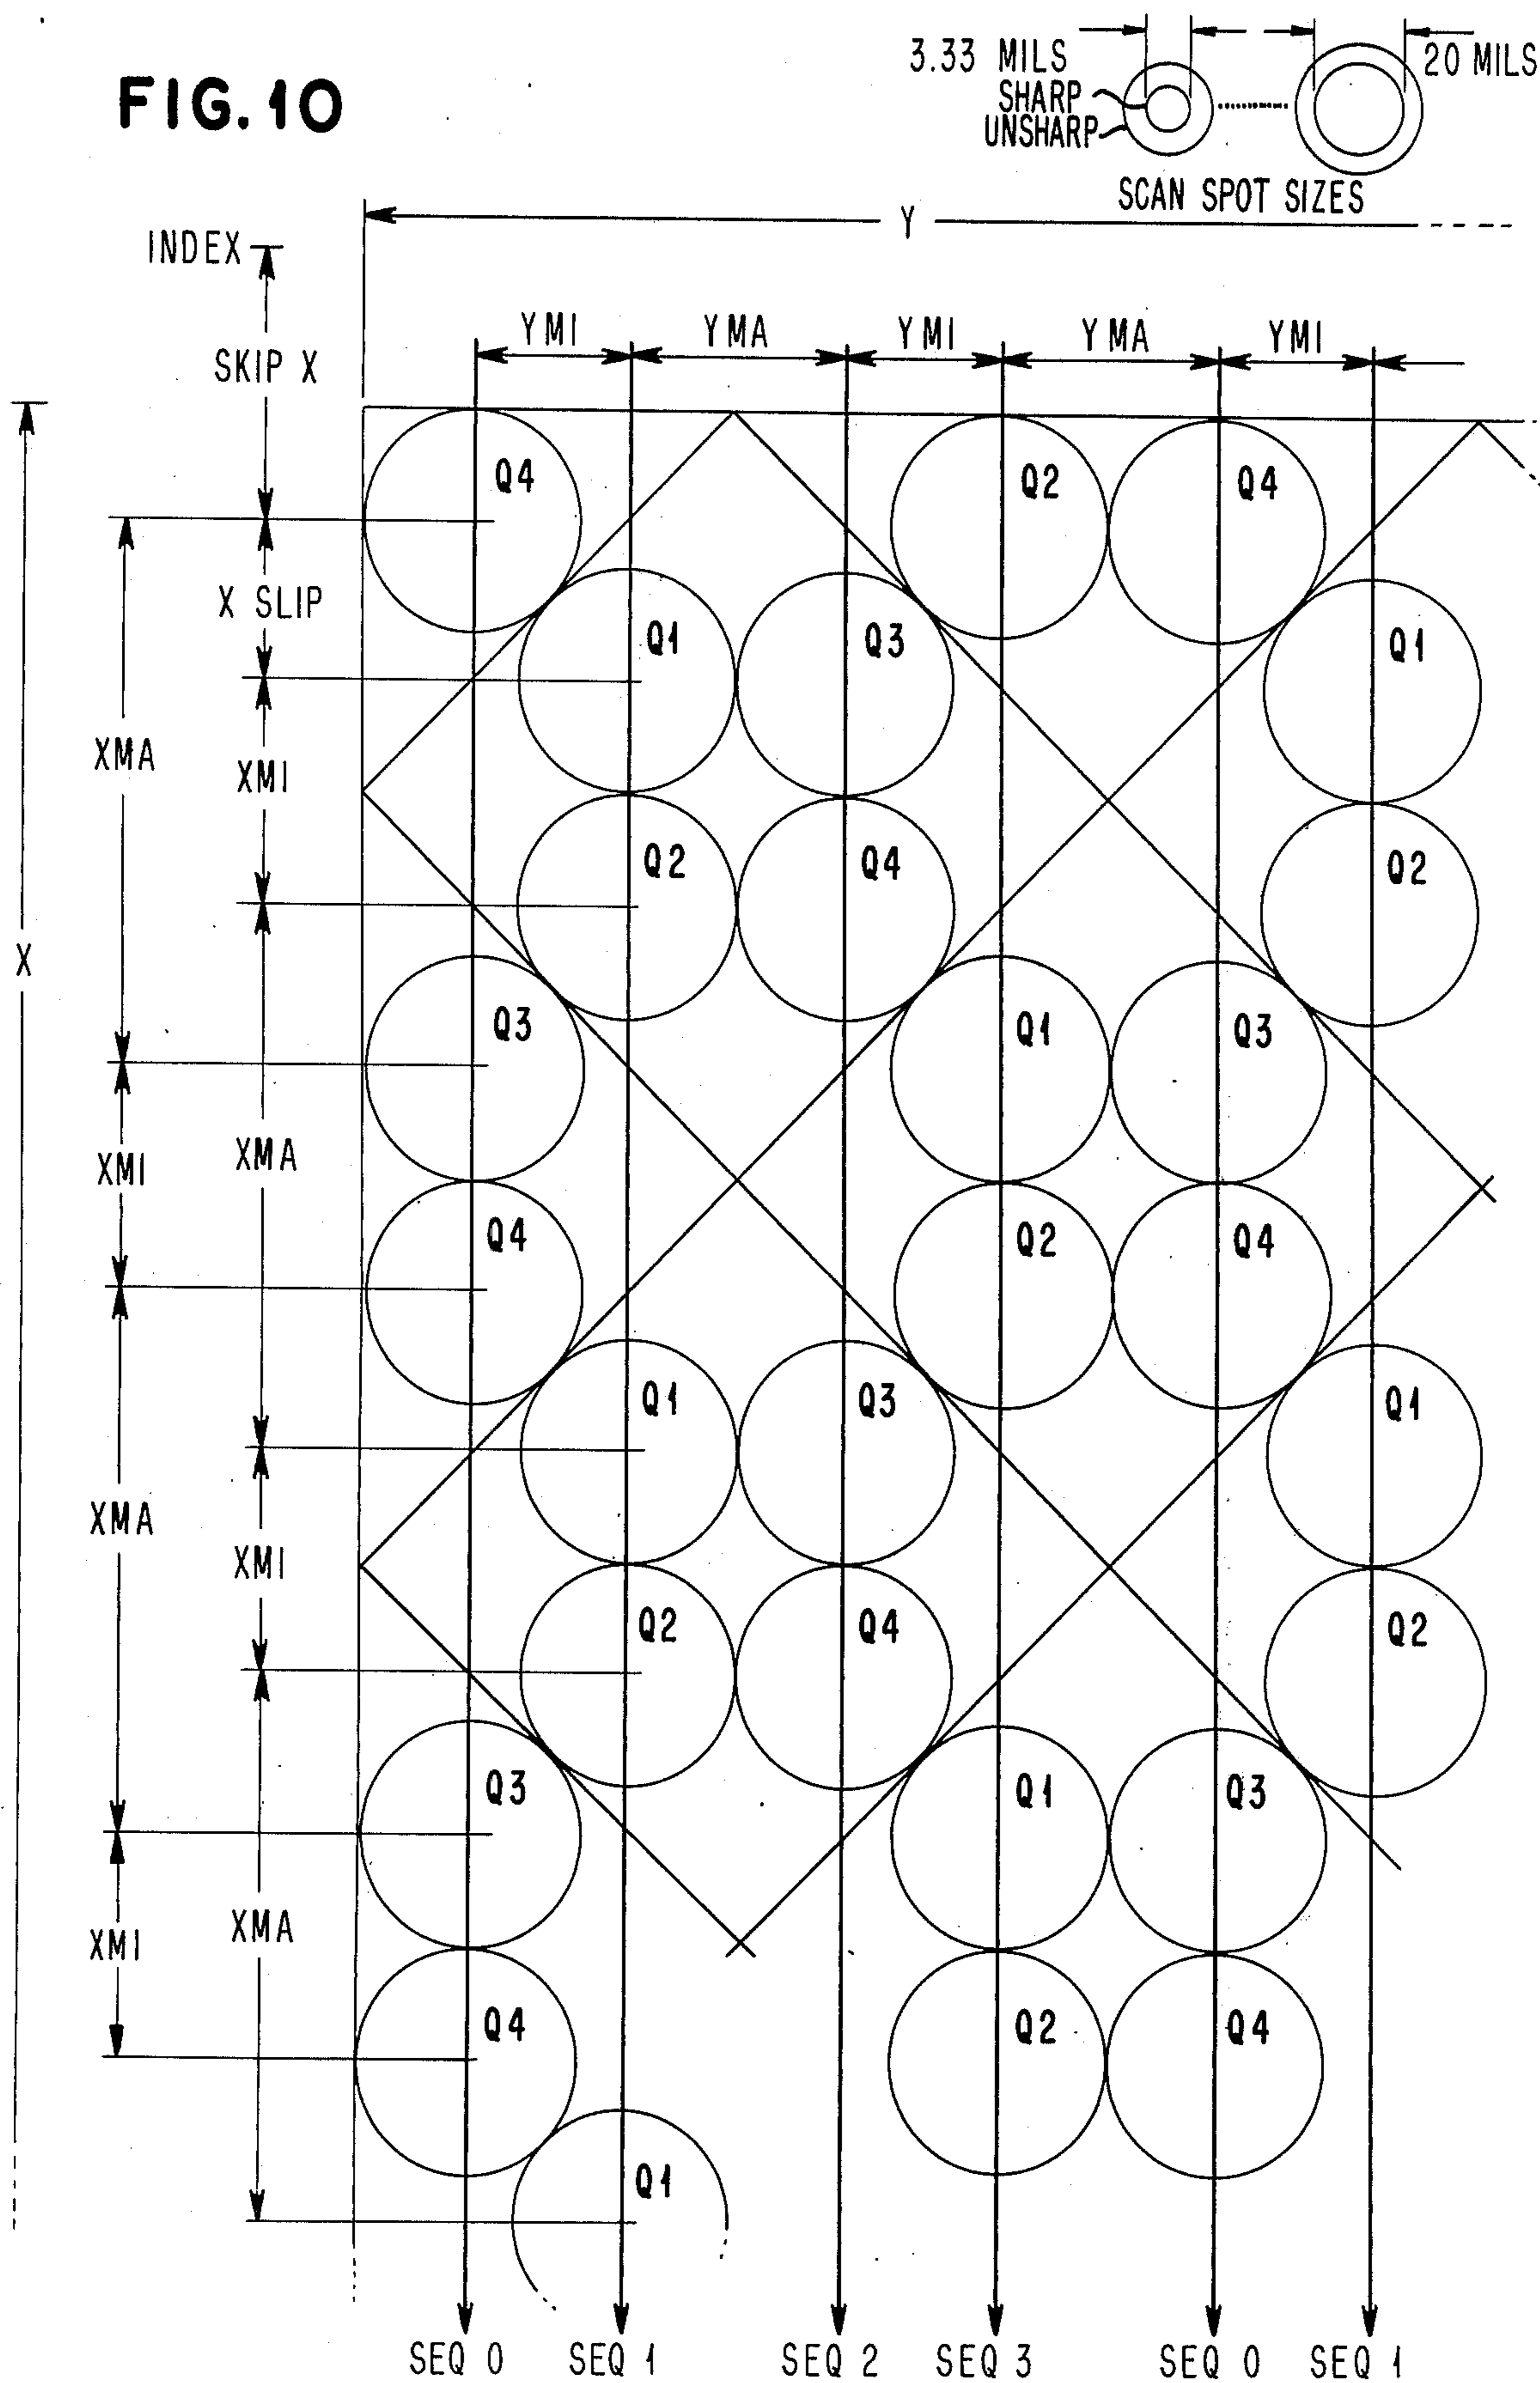 FIG. 10
3.33 MILS
20 MILS
SHARP
UNSHARP
SCAN SPOT SIZES
Y
INDEX
SKIP X
YMI YMA YMI YMA YMI
Q4 Q2 Q4
X SLIP
Q1 Q3 Q1
XMA
XMI
Q2 Q4 Q2
X
Q3 Q1 Q3
XMI
XMA
Q4 Q2 Q4
Q1 Q3 Q1
XMA
XMI
Q2 Q4 Q2
Q3 Q1 Q3
XMI
XMA
Q4 Q2 Q4
Q1
SEQ 0 SEQ 1 SEQ 2 SEQ 3 SEQ 0 SEQ 1